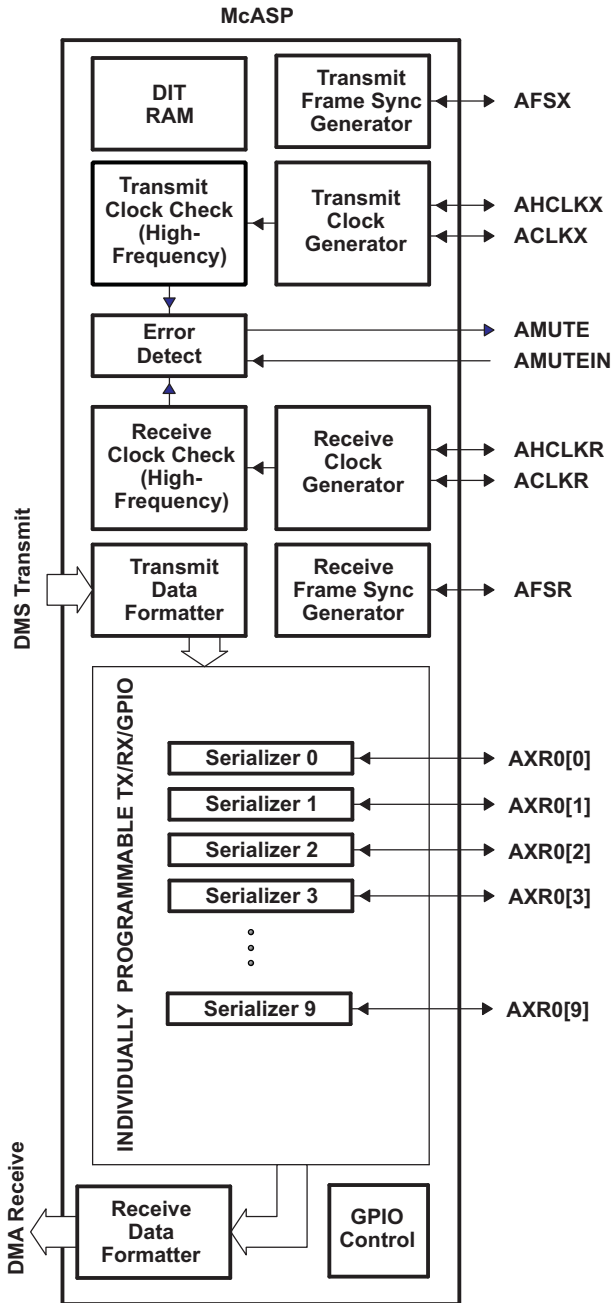 McASP
DIT
RAM
Transmit
Frame Sync
Generator
AFSX
Transmit
Clock Check
(High-
Frequency)
Transmit
Clock
Generator
AHCLKX
ACLKX
Error
Detect
AMUTE
AMUTEIN
Receive
Clock Check
(High-
Frequency)
Receive
Clock
Generator
AHCLKR
ACLKR
DMS Transmit
Transmit
Data
Formatter
Receive
Frame Sync
Generator
AFSR
INDIVIDUALLY PROGRAMMABLE TX/RX/GPIO
Serializer 0
AXR0[0]
Serializer 1
AXR0[1]
Serializer 2
AXR0[2]
Serializer 3
AXR0[3]
Serializer 9
AXR0[9]
DMA Receive
Receive
Data
Formatter
GPIO
Control